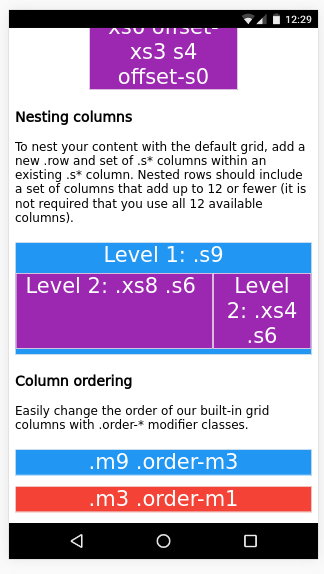 12:29
xs6 offset-
xs3 s4
offset-s0
Nesting columns
To nest your content with the default grid, add a
new .row and set of .s* columns within an
existing .s* column. Nested rows should include
a set of columns that add up to 12 or fewer (it is
not required that you use all 12 available
columns).
Level 1: .s9
Level 2: .xs8 .s6
Level
2: .xs4
.s6
Column ordering
Easily change the order of our built-in grid
columns with .order-* modifier classes.
.m9 .order-m3
.m3 .order-m1